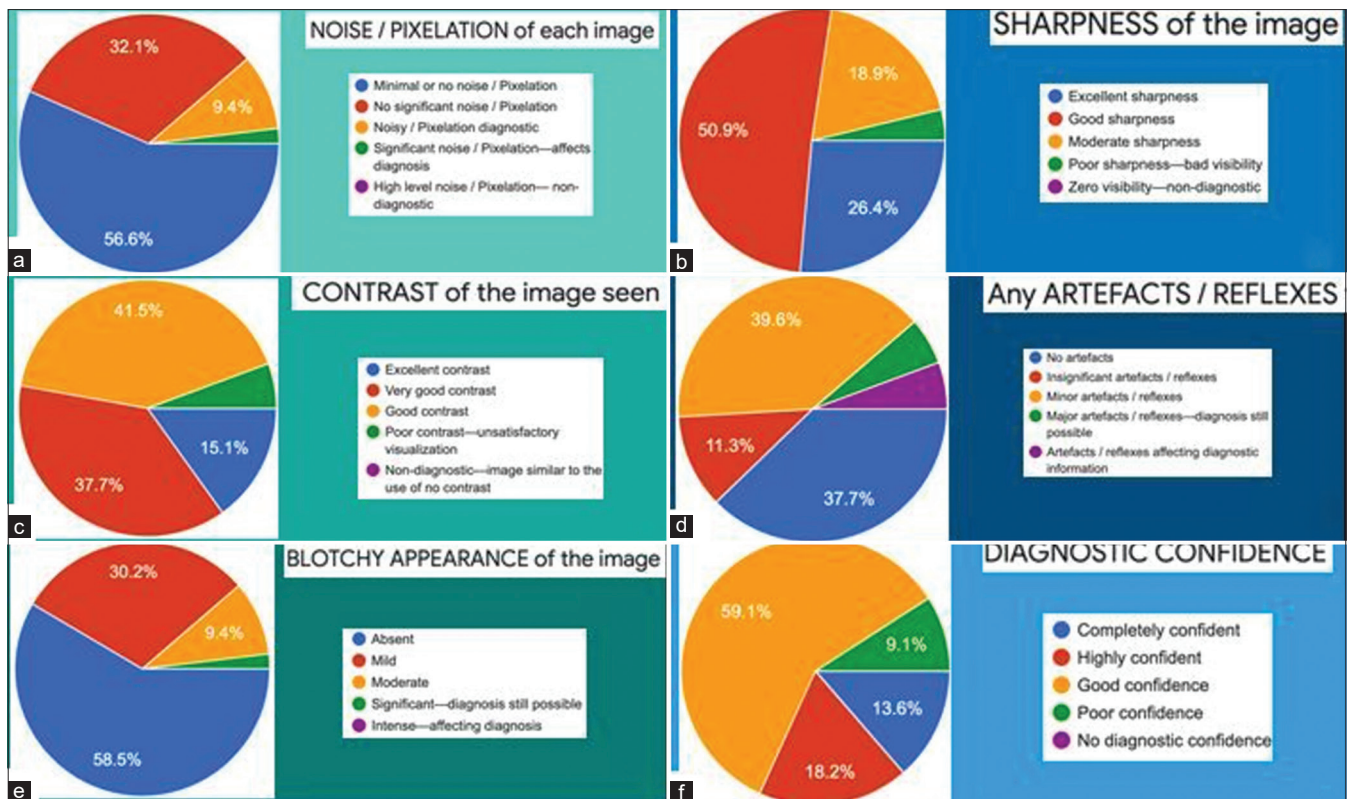 NOISE / PIXELATION of each image
32.1%
9.4%
56.6%
Minimal or no noise / Pixelation
No significant noise / Pixelation
Noisy / Pixelation diagnostic
Significant noise / Pixelation—affects
diagnosis
High level noise / Pixelation— non-
diagnostic
a
SHARPNESS of the image
18.9%
50.9%
26.4%
Excellent sharpness
Good sharpness
Moderate sharpness
Poor sharpness—bad visibility
Zero visibility—non-diagnostic
b
CONTRAST of the image seen
41.5%
15.1%
37.7%
Excellent contrast
Very good contrast
Good contrast
Poor contrast—unsatisfactory
visualization
Non-diagnostic—image similar to the
use of no contrast
c
Any ARTEFACTS / REFLEXES
39.6%
11.3%
37.7%
No artefacts
Insignificant artefacts / reflexes
Minor artefacts / reflexes
Major artefacts / reflexes—diagnosis still
possible
Artefacts / reflexes affecting diagnostic
information
d
BLOTCHY APPEARANCE of the image
30.2%
9.4%
58.5%
Absent
Mild
Moderate
Significant—diagnosis still possible
Intense—affecting diagnosis
e
DIAGNOSTIC CONFIDENCE
59.1%
9.1%
13.6%
18.2%
Completely confident
Highly confident
Good confidence
Poor confidence
No diagnostic confidence
f